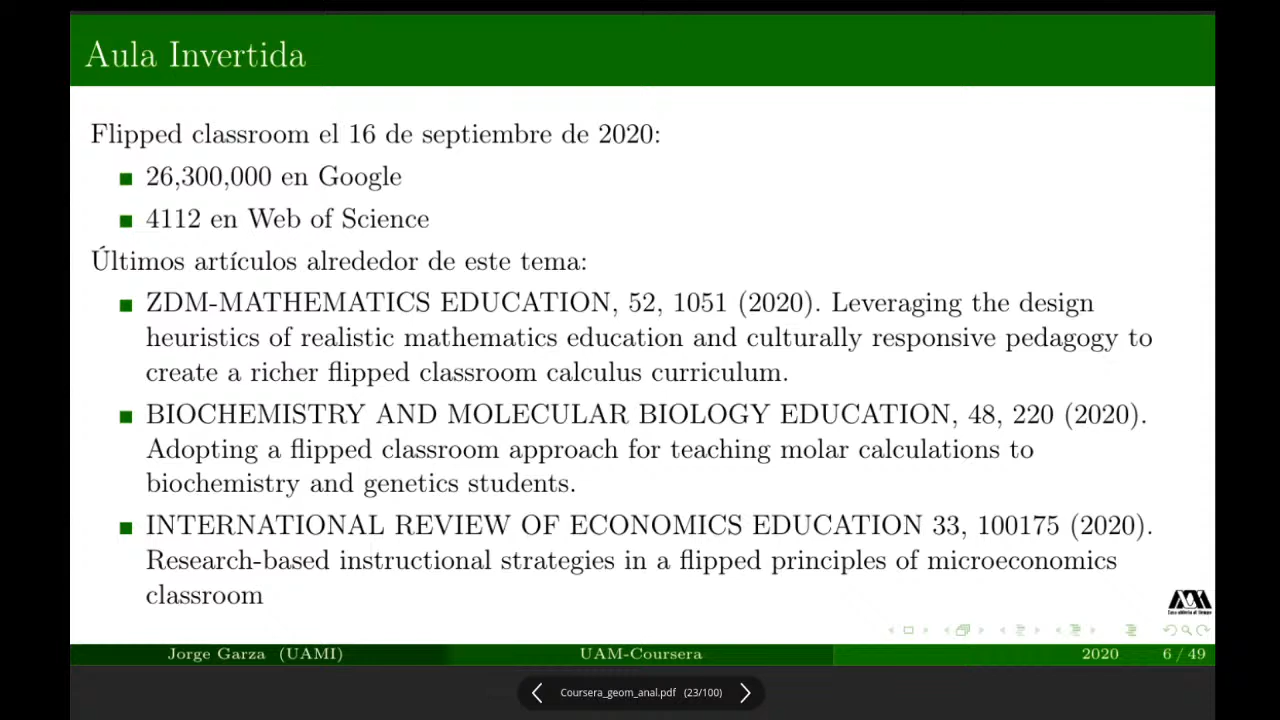 Aula Invertida
Flipped classroom el 16 de septiembre de 2020:
26,300,000 en Google
4112 en Web of Science
Últimos artículos alrededor de este tema:
ZDM-MATHEMATICS EDUCATION, 52, 1051 (2020). Leveraging the design
heuristics of realistic mathematics education and culturally responsive pedagogy to
create a richer flipped classroom calculus curriculum.
BIOCHEMISTRY AND MOLECULAR BIOLOGY EDUCATION, 48, 220 (2020).
Adopting a flipped classroom approach for teaching molar calculations to
biochemistry and genetics students.
INTERNATIONAL REVIEW OF ECONOMICS EDUCATION 33, 100175 (2020).
Research-based instructional strategies in a flipped principles of microeconomics
classroom
Casa abierta al tiempo
Jorge Garza (UAMI) UAM-Coursera 2020 6 / 49
Coursera_geom_anal.pdf (23/100)